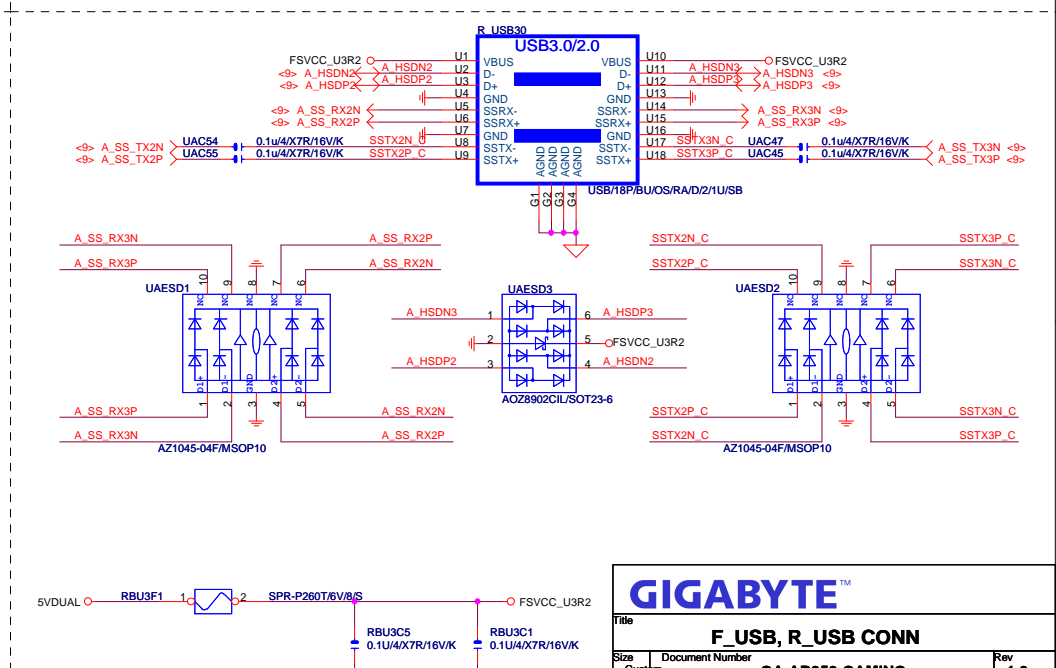 R_USB30
USB3.0/2.0
FSVCC_U3R2 U1 VBUS VBUS U10 FSVCC_U3R2
<9> A_HSDN2 A_HSDN2 U2 D- D- U11 A_HSDN3 A_HSDN3 <9>
<9> A_HSDP2 A_HSDP2 U3 D+ D+ U12 A_HSDP3 A_HSDP3 <9>
U4 GND GND U13
<9> A_SS_RX2N U5 SSRX- SSRX- U14 A_SS_RX3N <9>
<9> A_SS_RX2P U6 SSRX+ SSRX+ U15 A_SS_RX3P <9>
U7 GND GND U16
<9> A_SS_TX2N UAC54 0.1u/4/X7R/16V/K SSTX2N_C U8 SSTX- SSTX- U17 SSTX3N_C UAC47 0.1u/4/X7R/16V/K A_SS_TX3N <9>
<9> A_SS_TX2P UAC55 0.1u/4/X7R/16V/K SSTX2P_C U9 SSTX+ SSTX+ U18 SSTX3P_C UAC45 0.1u/4/X7R/16V/K A_SS_TX3P <9>
AGND AGND AGND AGND
G1 G2 G3 G4
USB/18P/BU/OS/RA/D/2/1U/SB
A_SS_RX3N A_SS_RX2P
A_SS_RX3P A_SS_RX2N
10 9 8 7 6
UAESD1
NC NC NC NC
D1+ D1- GND D2+ D2-
1 2 3 4 5
A_SS_RX3P A_SS_RX2N
A_SS_RX3N A_SS_RX2P
AZ1045-04F/MSOP10
UAESD3
A_HSDN3 1 6 A_HSDP3
2 5 FSVCC_U3R2
A_HSDP2 3 4 A_HSDN2
AOZ8902CIL/SOT23-6
SSTX2N_C SSTX3P_C
SSTX2P_C SSTX3N_C
10 9 8 7 6
UAESD2
NC NC NC NC
D1+ D1- GND D2+ D2-
1 2 3 4 5
SSTX2P_C SSTX3N_C
SSTX2N_C SSTX3P_C
AZ1045-04F/MSOP10
5VDUAL RBU3F1 1 2 SPR-P260T/6V/8/S FSVCC_U3R2
RBU3C5
0.1U/4/X7R/16V/K
RBU3C1
0.1U/4/X7R/16V/K
GIGABYTE™
Title
F_USB, R_USB CONN
Size Document Number Rev